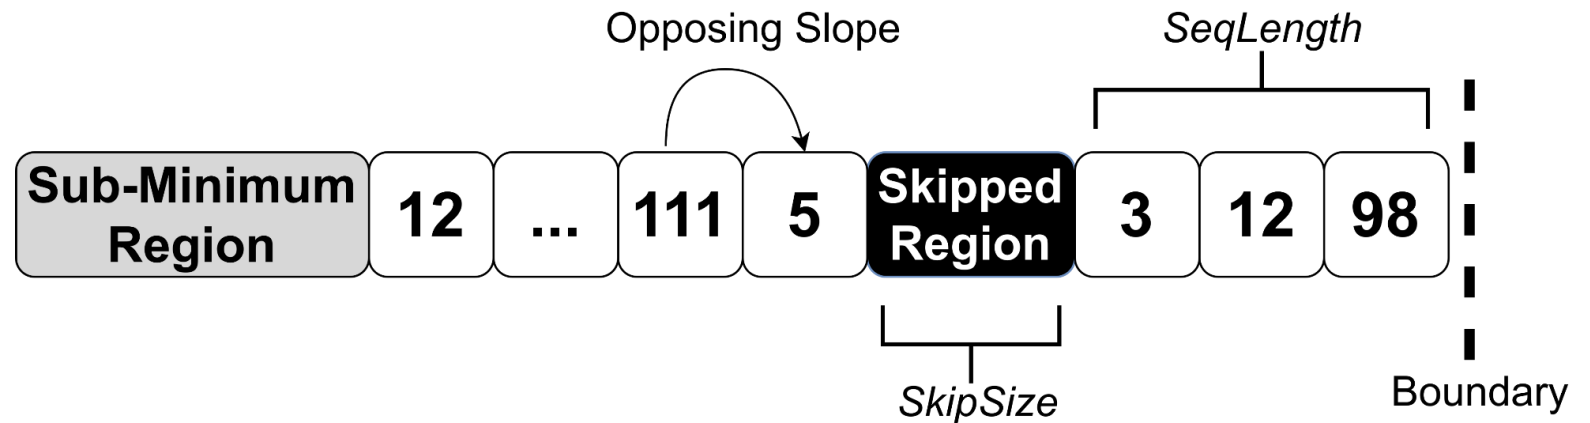 Opposing Slope
SeqLength
Sub-Minimum
Region
12
...
111
5
Skipped
Region
3
12
98
SkipSize
Boundary